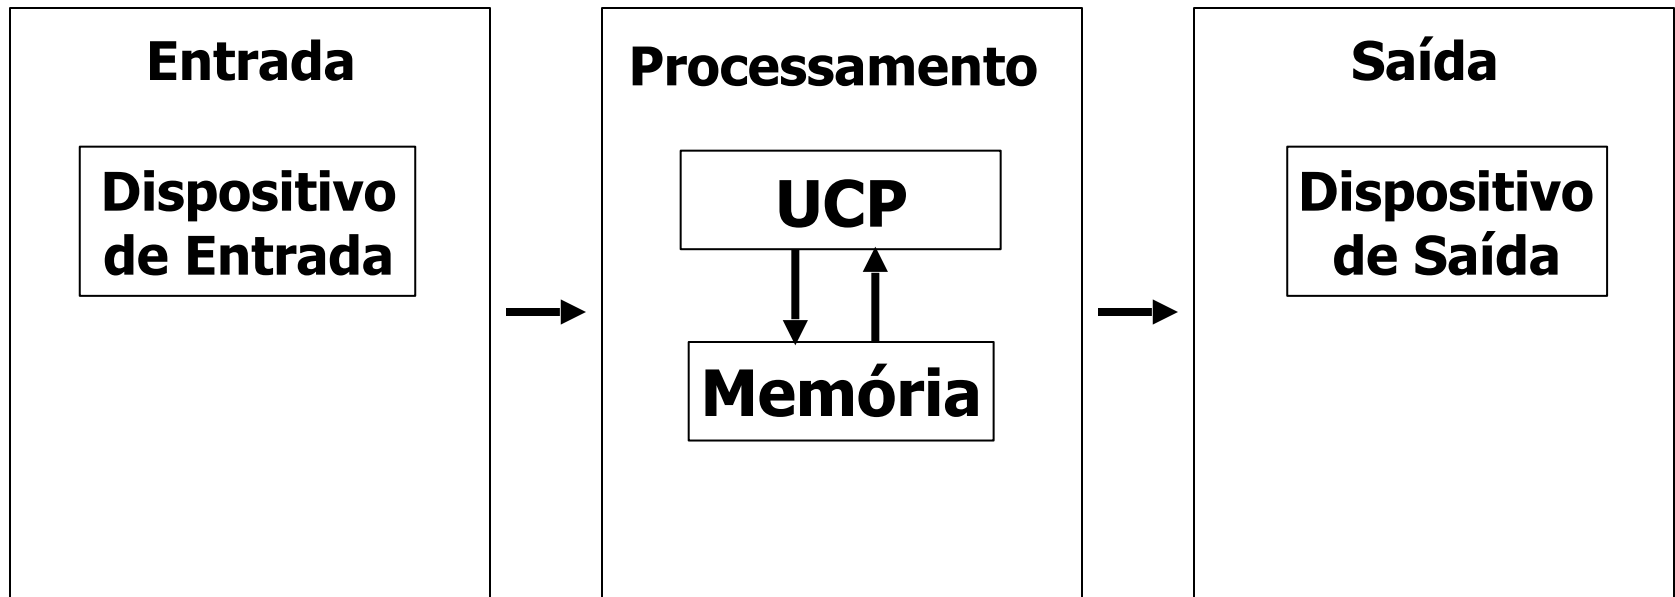 Entrada
Dispositivo
de Entrada
Processamento
UCP
Memória
Saída
Dispositivo
de Saída